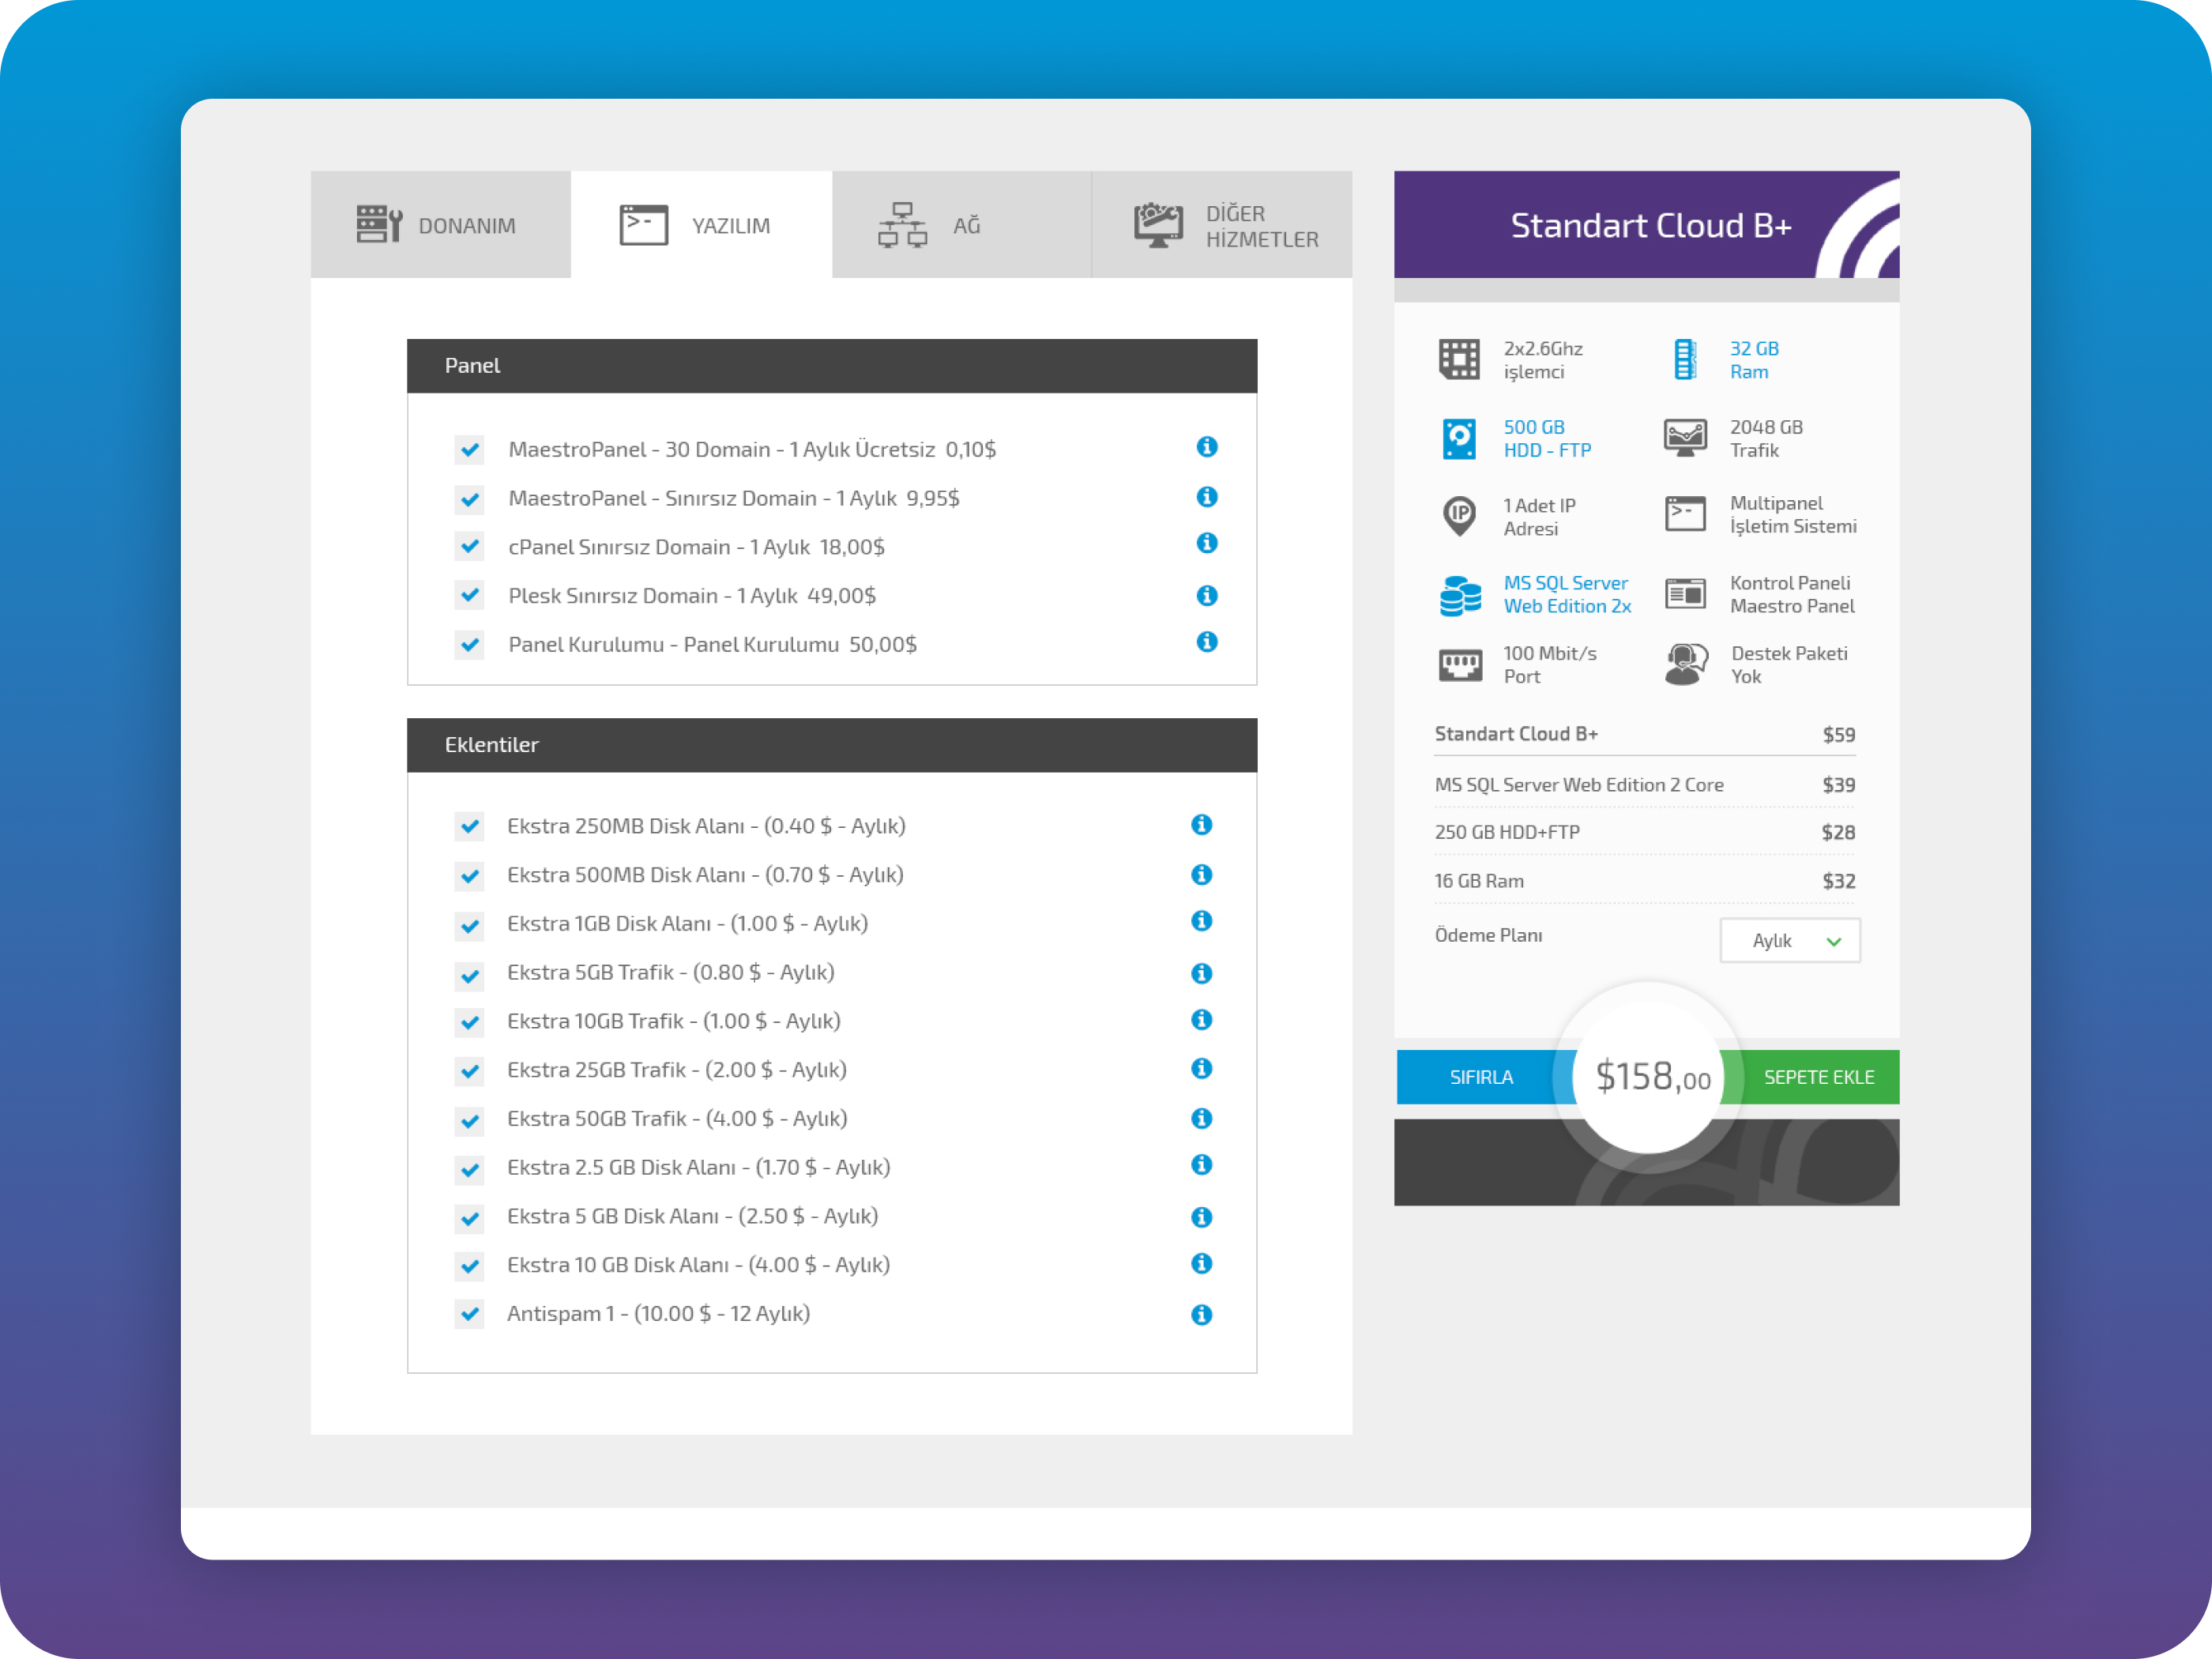 DONANIM
YAZILIM
AĞ
DİĞER
HİZMETLER
Panel
MaestroPanel - 30 Domain - 1 Aylık Ücretsiz 0,10$
MaestroPanel - Sınırsız Domain - 1 Aylık 9,95$
cPanel Sınırsız Domain - 1 Aylık 18,00$
Plesk Sınırsız Domain - 1 Aylık 49,00$
Panel Kurulumu - Panel Kurulumu 50,00$
Eklentiler
Ekstra 250MB Disk Alanı - (0.40 $ - Aylık)
Ekstra 500MB Disk Alanı - (0.70 $ - Aylık)
Ekstra 1GB Disk Alanı - (1.00 $ - Aylık)
Ekstra 5GB Trafik - (0.80 $ - Aylık)
Ekstra 10GB Trafik - (1.00 $ - Aylık)
Ekstra 25GB Trafik - (2.00 $ - Aylık)
Ekstra 50GB Trafik - (4.00 $ - Aylık)
Ekstra 2.5 GB Disk Alanı - (1.70 $ - Aylık)
Ekstra 5 GB Disk Alanı - (2.50 $ - Aylık)
Ekstra 10 GB Disk Alanı - (4.00 $ - Aylık)
Antispam 1 - (10.00 $ - 12 Aylık)
Standart Cloud B+
2x2.6Ghz
işlemci
32 GB
Ram
500 GB
HDD - FTP
2048 GB
Trafik
IP
1 Adet IP
Adresi
Multipanel
İşletim Sistemi
MS SQL Server
Web Edition 2x
Kontrol Paneli
Maestro Panel
100 Mbit/s
Port
Destek Paketi
Yok
Standart Cloud B+ $59
MS SQL Server Web Edition 2 Core $39
250 GB HDD+FTP $28
16 GB Ram $32
Ödeme Planı Aylık
SIFIRLA
$158,00
SEPETE EKLE